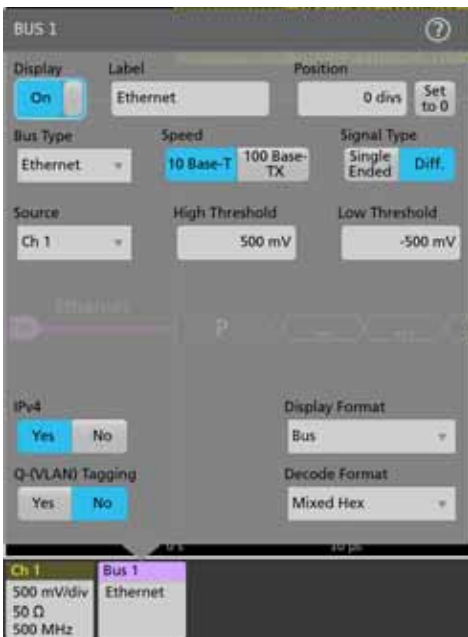 BUS 1 ?
Display Label Position
On Ethernet 0 divs Set to 0
Bus Type Speed Signal Type
Ethernet 10 Base-T 100 Base-TX Single Ended Diff.
Source High Threshold Low Threshold
Ch 1 500 mV -500 mV
Ethernet
P
IPv4 Display Format
Yes No Bus
Q-(VLAN) Tagging Decode Format
Yes No Mixed Hex
0 s
Ch 1 Bus 1
500 mV/div Ethernet
50 Ω
500 MHz